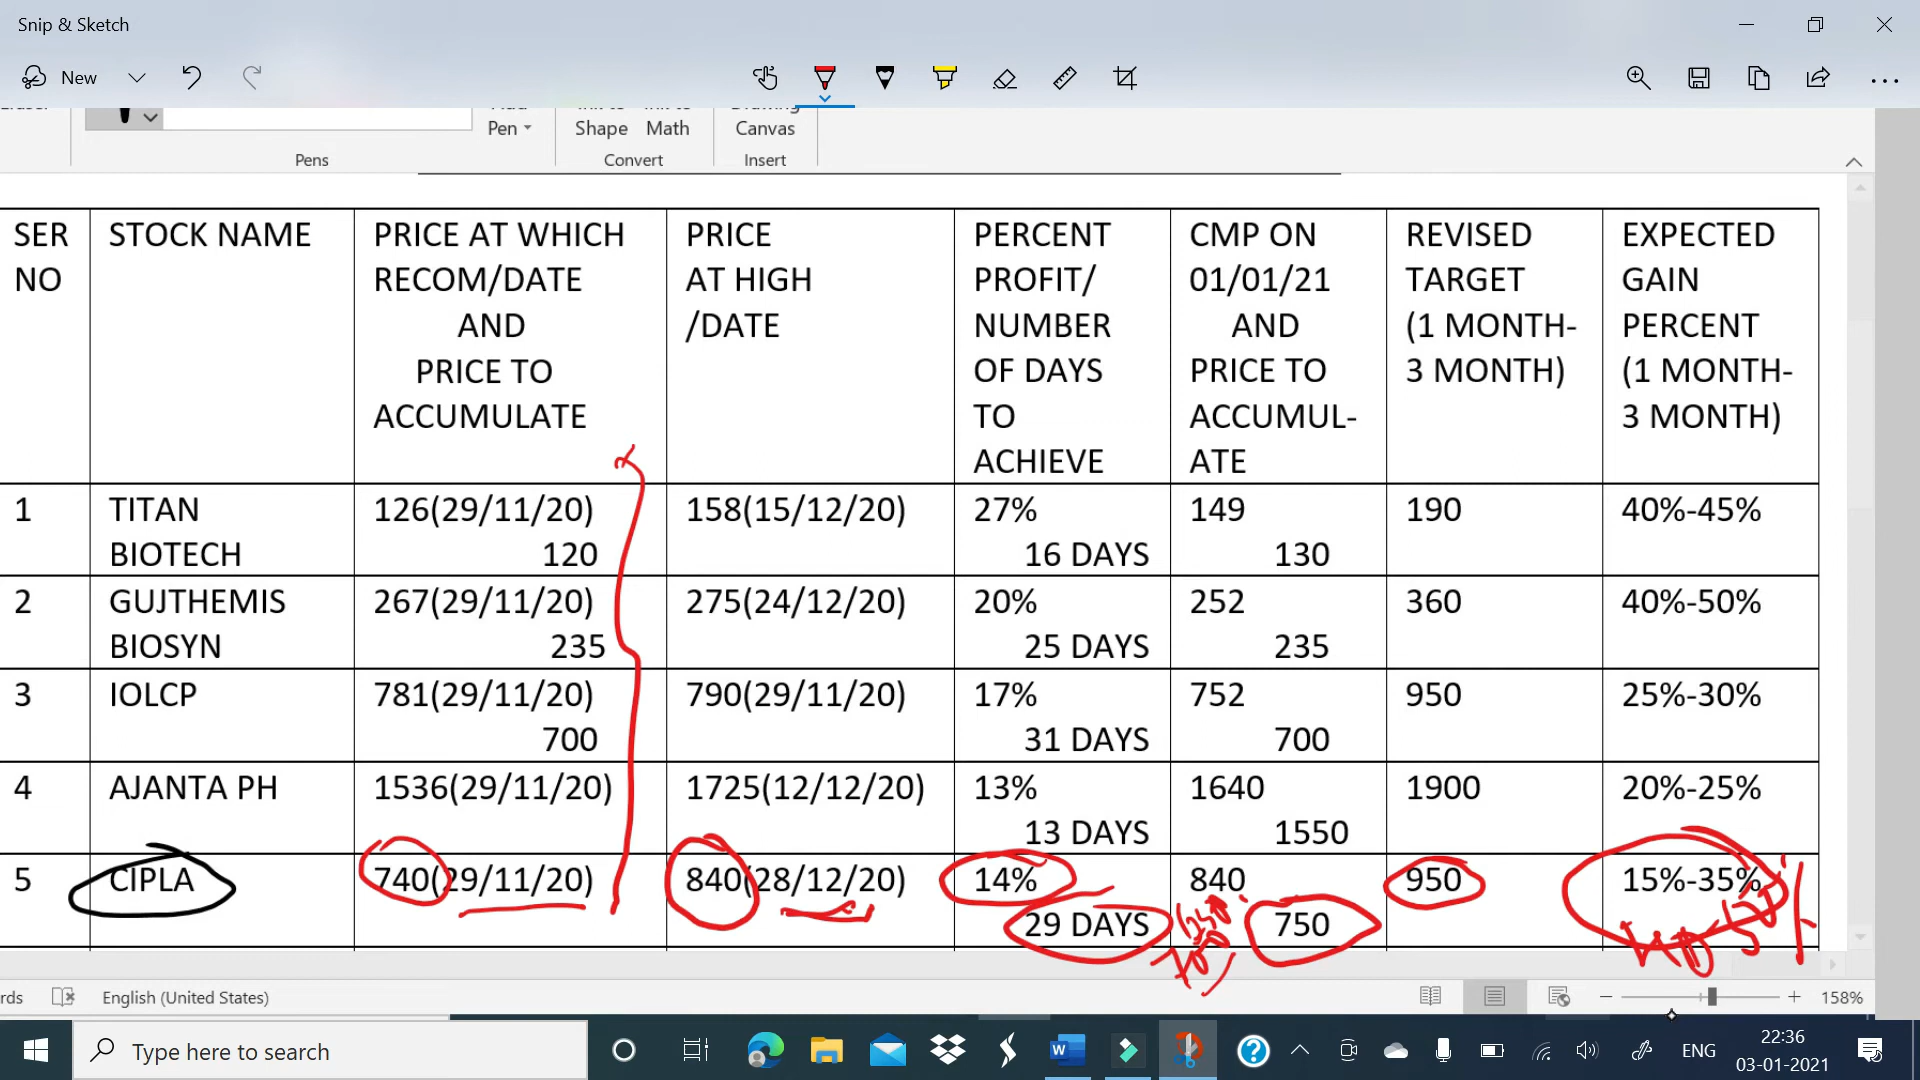 Snip & Sketch
New
Pen
Shape Math
Drawing
Canvas
Pens
Convert
Insert
SER NO
STOCK NAME
PRICE AT WHICH RECOM/DATE AND PRICE TO ACCUMULATE
PRICE AT HIGH /DATE
PERCENT PROFIT/ NUMBER OF DAYS TO ACHIEVE
CMP ON 01/01/21 AND PRICE TO ACCUMUL-ATE
REVISED TARGET (1 MONTH-3 MONTH)
EXPECTED GAIN PERCENT (1 MONTH-3 MONTH)
1 TITAN 126(29/11/20) 158(15/12/20) 27% 149 190 40%-45%
BIOTECH 120 16 DAYS 130
2 GUJTHEMIS 267(29/11/20) 275(24/12/20) 20% 252 360 40%-50%
BIOSYN 235 25 DAYS 235
3 IOLCP 781(29/11/20) 790(29/11/20) 17% 752 950 25%-30%
700 31 DAYS 700
4 AJANTA PH 1536(29/11/20) 1725(12/12/20) 13% 1640 1900 20%-25%
13 DAYS 1550
5 CIPLA 740(29/11/20) 840(28/12/20) 14% 840 950 15%-35%
29 DAYS 750
rds English (United States) 158%
Type here to search
ENG
22:36
03-01-2021